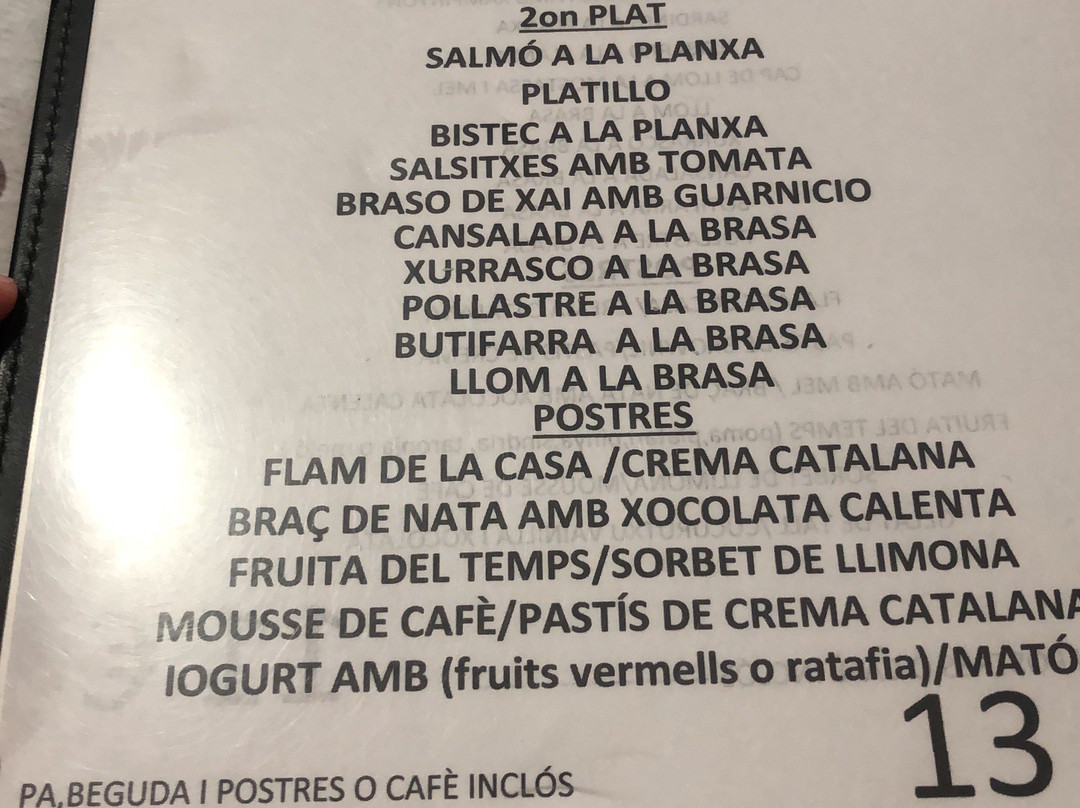 2on PLAT
SALMÓ A LA PLANXA
PLATILLO
BISTEC A LA PLANXA
SALSITXES AMB TOMATA
BRASO DE XAI AMB GUARNICIO
CANSALADA A LA BRASA
XURRASCO A LA BRASA
POLLASTRE A LA BRASA
BUTIFARRA A LA BRASA
LLOM A LA BRASA
POSTRES
FLAM DE LA CASA /CREMA CATALANA
BRAÇ DE NATA AMB XOCOLATA CALENTA
FRUITA DEL TEMPS/SORBET DE LLIMONA
MOUSSE DE CAFÈ/PASTÍS DE CREMA CATALANA
IOGURT AMB (fruits vermells o ratafia)/MATÓ
13
PA,BEGUDA I POSTRES O CAFÈ INCLÓS